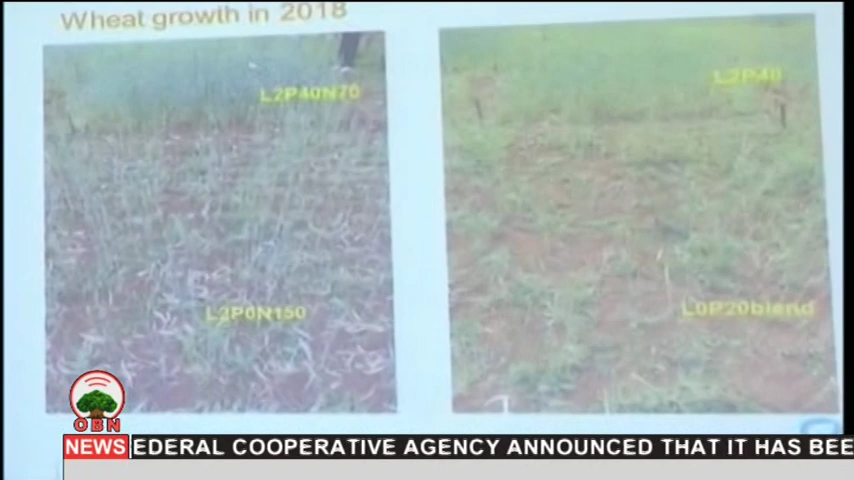 Wheat growth in 2018
L2P40N70
L2P40
L2P0N150
L0P20blend
OBN
NEWS
EDERAL COOPERATIVE AGENCY ANNOUNCED THAT IT HAS BEE